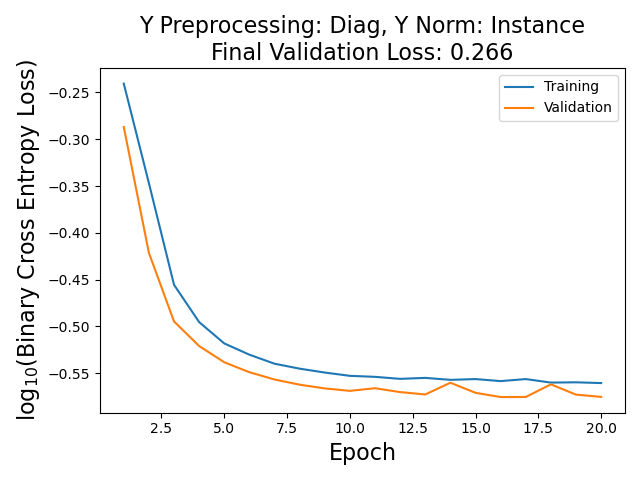 Y Preprocessing: Diag, Y Norm: Instance
Final Validation Loss: 0.266
log₁₀(Binary Cross Entropy Loss)
−0.25
−0.30
−0.35
−0.40
−0.45
−0.50
−0.55
Training
Validation
2.5 5.0 7.5 10.0 12.5 15.0 17.5 20.0
Epoch